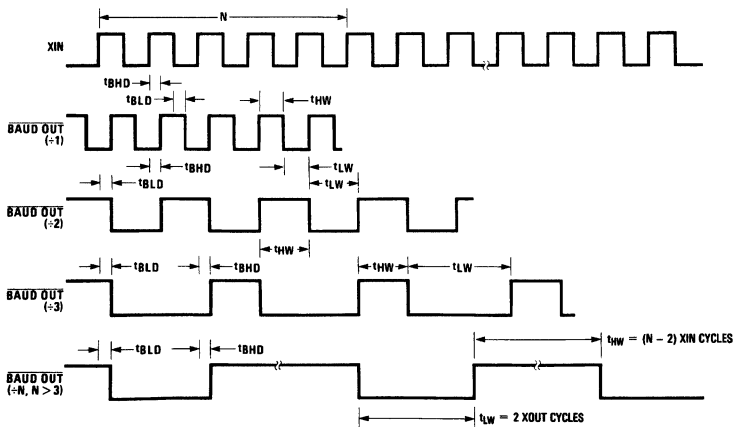 N
XIN
tBHD
tBLD
tHW
BAUD OUT
(÷1)
tBHD
tLW
tBLD
tLW
BAUD OUT
(÷2)
tHW
tBLD
tBHD
tHW
tLW
BAUD OUT
(÷3)
tHW = (N – 2) XIN CYCLES
tBLD
tBHD
BAUD OUT
(÷N, N > 3)
tLW = 2 XOUT CYCLES